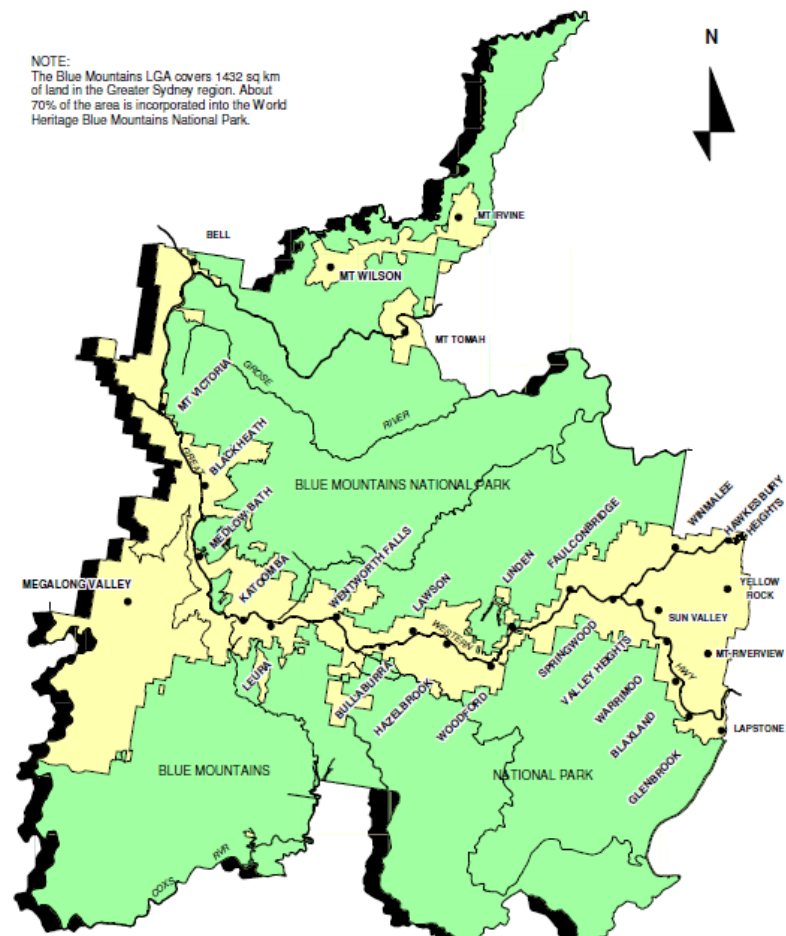 NOTE:
The Blue Mountains LGA covers 1432 sq km
of land in the Greater Sydney region. About
70% of the area is incorporated into the World
Heritage Blue Mountains National Park.
N
MT IRVINE
BELL
MT WILSON
MT TOMAH
MT VICTORIA
GROSE
RIVER
GREAT
BLACKHEATH
BLUE MOUNTAINS NATIONAL PARK
MEDLOW BATH
WINMALEE
HAWKESBURY
HEIGHTS
FAULCONBRIDGE
MEGALONG VALLEY
KATOOMBA
WENTWORTH FALLS
LAWSON
LINDEN
YELLOW
ROCK
SUN VALLEY
WESTERN
MT RIVERVIEW
LEURA
BULLABURRA
HAZELBROOK
WOODFORD
SPRINGWOOD
VALLEY HEIGHTS
WARRIMOO
BLAXLAND
GLENBROOK
HWY
LAPSTONE
BLUE MOUNTAINS
NATIONAL PARK
COXS
RVR